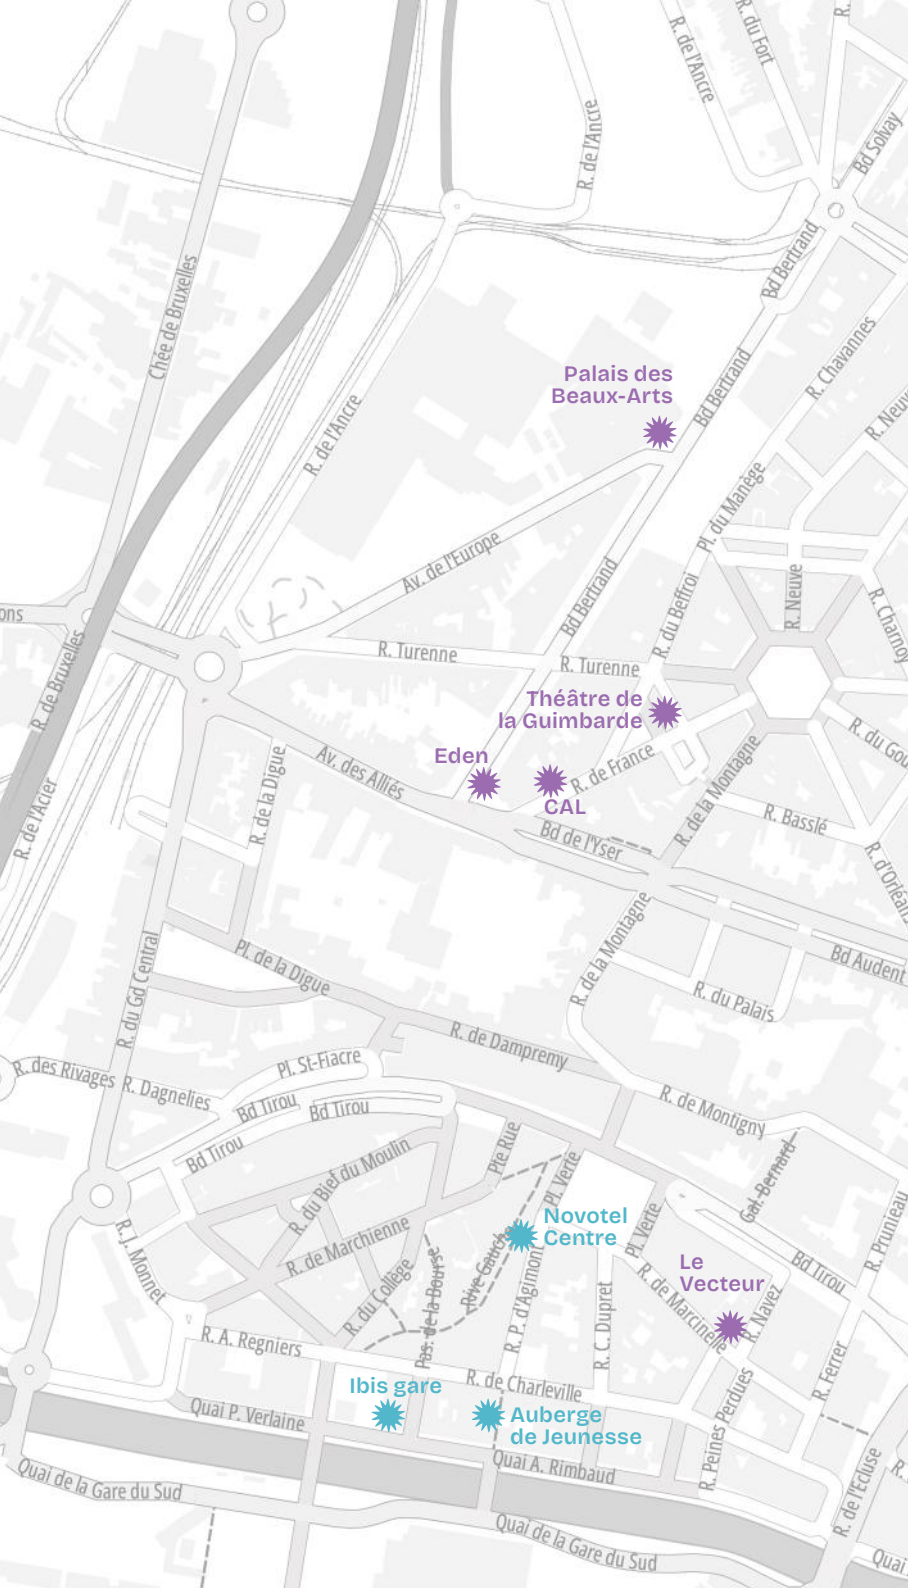 R. de l'Ancre
R. du Fort
R.
Bd Solvay
R. de l'Ancre
Bd Bertrand
Chée de Bruxelles
R. Chavannes
Palais des
Beaux-Arts
Bd Bertrand
R. Neuve
R. de l'Ancre
Pl. du Manège
Av. de l'Europe
Bd Bertrand
R. Neuve
R. du Beffroi
R. Charnoy
ons
R. de Bruxelles
R. Turenne
R. Turenne
Théâtre de
la Guimbarde
R. du Gou
Eden
Av. des Alliés
R. de France
CAL
R. de la Digue
R. de la Montagne
R. de l'Acier
R. Basslé
Bd de l'Yser
R. d'Orléans
R. de la Montagne
Pl. de la Digue
Bd Audent
R. du Gd Central
R. du Palais
R. de Dampremy
Pl. St-Fiacre
R. des Rivages
R. Dagnelies
Bd Tirou
Bd Tirou
R. de Montigny
Bd Tirou
Pte Rue
R. du Bief du Moulin
Pl. Verte
Gal. Bernard
R. Prunieau
Novotel
Centre
R. J. Monnet
R. de Marchienne
Pl. Verte
Rive Gauche
Le
Vecteur
Bd Tirou
R. du Collège
Pas. de la Bourse
R. P. d'Agimont
R. C. Dupret
R. de Marcinelle
R. Navez
R. A. Regniers
R. Ferrer
Ibis gare
R. de Charleville
Auberge
de Jeunesse
Quai P. Verlaine
R. Peines Perdues
Quai A. Rimbaud
Quai de la Gare du Sud
R. de l'Ecluse
R.
Quai de la Gare du Sud
Quai